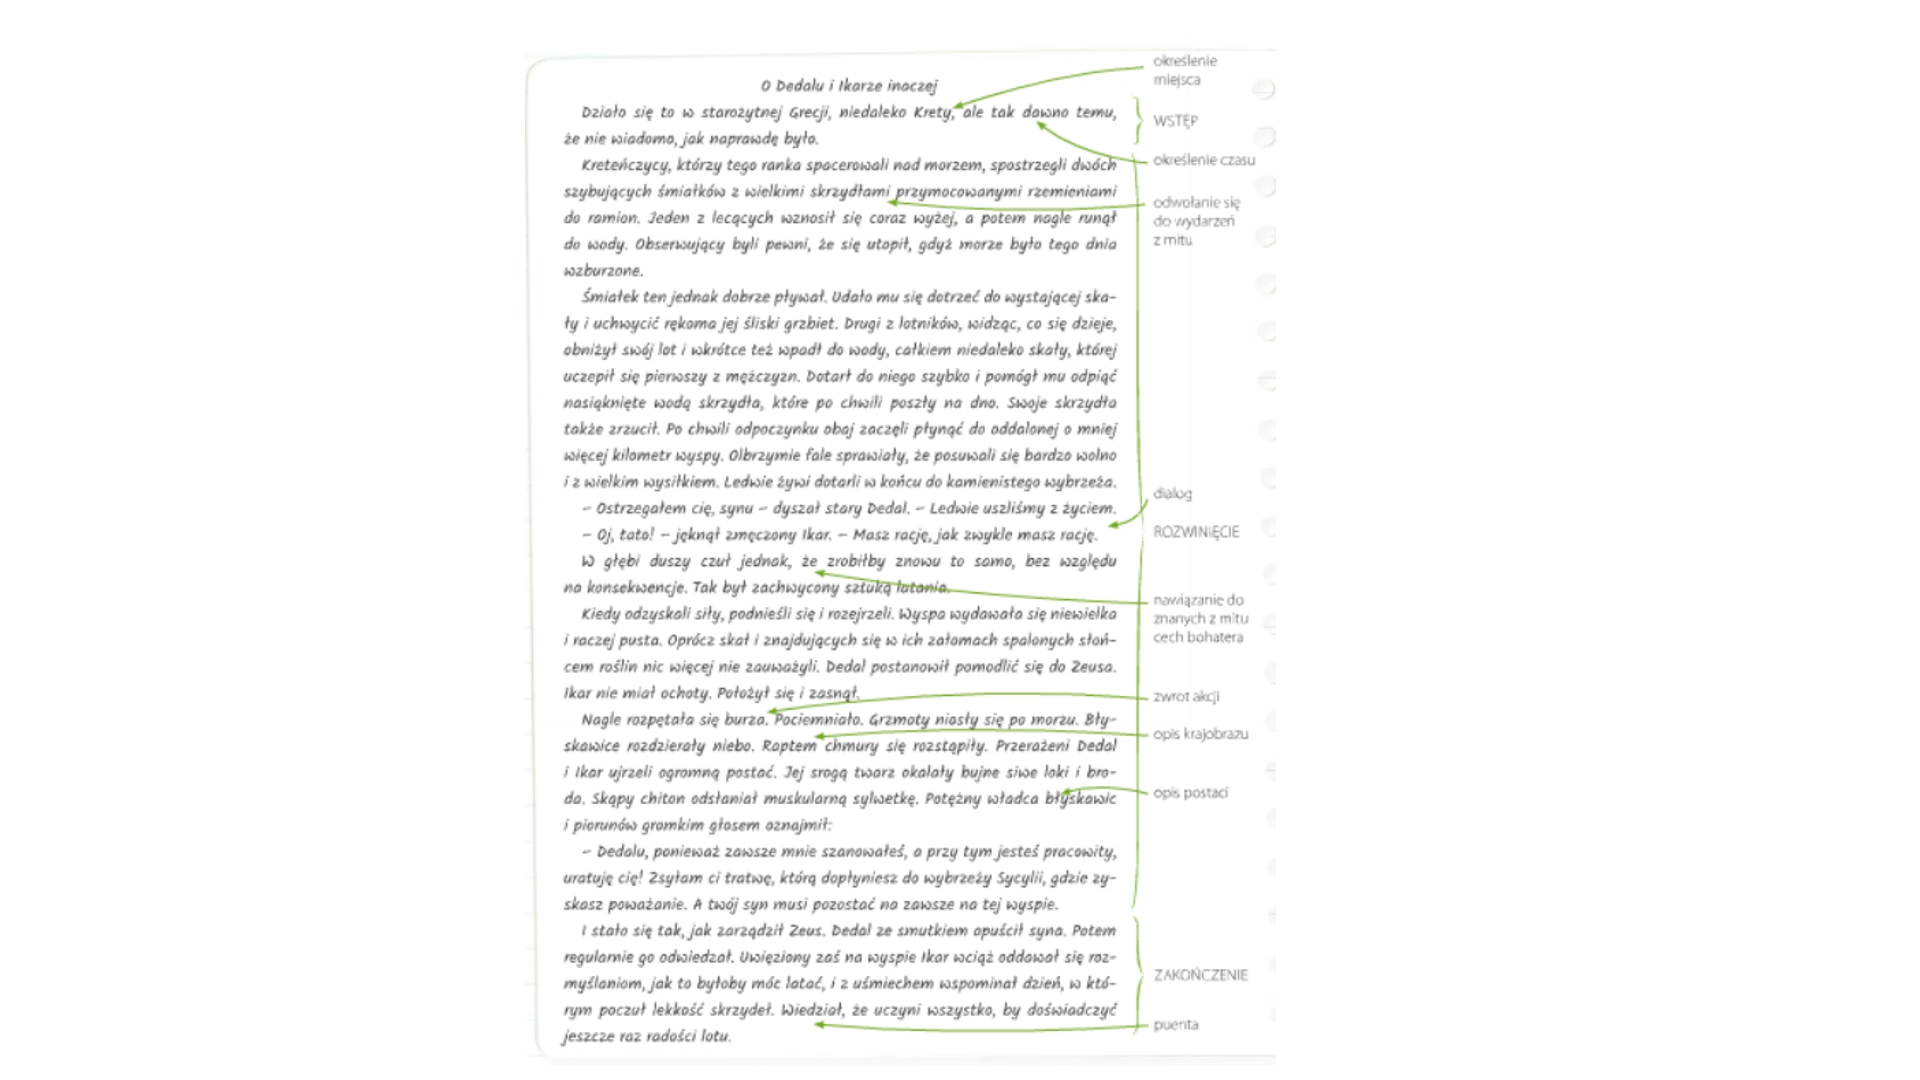 O Dedalu i Ikarze inaczej
Działo się to w starożytnej Grecji, niedaleko Krety, ale tak dawno temu,
że nie wiadomo, jak naprawdę było.
Kreteńczycy, którzy tego ranka spacerowali nad morzem, spostrzegli dwóch
szybujących śmiałków z wielkimi skrzydłami przymocowanymi rzemieniami
do ramion. Jeden z lecących wznosił się coraz wyżej, a potem nagle runął
do wody. Obserwujący byli pewni, że się utopił, gdyż morze było tego dnia
wzburzone.
Śmiałek ten jednak dobrze pływał. Udało mu się dotrzeć do wystającej ska-
ły i uchwycić rękoma jej śliski grzbiet. Drugi z lotników, widząc, co się dzieje,
obniżył swój lot i wkrótce też wpadł do wody, całkiem niedaleko skały, której
uczepił się pierwszy z mężczyzn. Dotarł do niego szybko i pomógł mu odpiąć
nasiąknięte wodą skrzydła, które po chwili poszły na dno. Swoje skrzydła
także zrzucił. Po chwili odpoczynku obaj zaczęli płynąć do oddalonej o mniej
więcej kilometr wyspy. Olbrzymie fale sprawiały, że posuwali się bardzo wolno
i z wielkim wysiłkiem. Ledwie żywi dotarli w końcu do kamienistego wybrzeża.
– Ostrzegałem cię, synu – dyszał stary Dedal. – Ledwie uszliśmy z życiem.
– Oj, tato! – jęknął zmęczony Ikar. – Masz rację, jak zwykle masz rację.
W głębi duszy czuł jednak, że zrobiłby znowu to samo, bez względu
na konsekwencje. Tak był zachwycony sztuką latania.
Kiedy odzyskali siły, podnieśli się i rozejrzeli. Wyspa wydawała się niewielka
i raczej pusta. Oprócz skał i znajdujących się w ich załomach spalonych słoń-
cem roślin nic więcej nie zauważyli. Dedal postanowił pomodlić się do Zeusa.
Ikar nie miał ochoty. Położył się i zasnął.
Nagle rozpętała się burza. Pociemniało. Grzmoty niosły się po morzu. Bły-
skawice rozdzierały niebo. Raptem chmury się rozstąpiły. Przerażeni Dedal
i Ikar ujrzeli ogromną postać. Jej srogą twarz okalały bujne siwe loki i bro-
da. Skąpy chiton odsłaniał muskularną sylwetkę. Potężny władca błyskawic
i piorunów gromkim głosem oznajmił:
– Dedalu, ponieważ zawsze mnie szanowałeś, a przy tym jesteś pracowity,
uratuję cię! Zsyłam ci tratwę, którą dopłyniesz do wybrzeży Sycylii, gdzie zy-
skasz poważanie. A twój syn musi pozostać na zawsze na tej wyspie.
I stało się tak, jak zarządził Zeus. Dedal ze smutkiem opuścił syna. Potem
regularnie go odwiedzał. Uwięziony zaś na wyspie Ikar wciąż oddawał się roz-
myślaniom, jak to byłoby móc latać, i z uśmiechem wspominał dzień, w któ-
rym poczuł lekkość skrzydeł. Wiedział, że uczyni wszystko, by doświadczyć
jeszcze raz radości lotu.
określenie
miejsca
WSTĘP
określenie czasu
odwołanie się
do wydarzeń
z mitu
dialog
ROZWINIĘCIE
nawiązanie do
znanych z mitu
cech bohatera
zwrot akcji
opis krajobrazu
opis postaci
ZAKOŃCZENIE
puenta